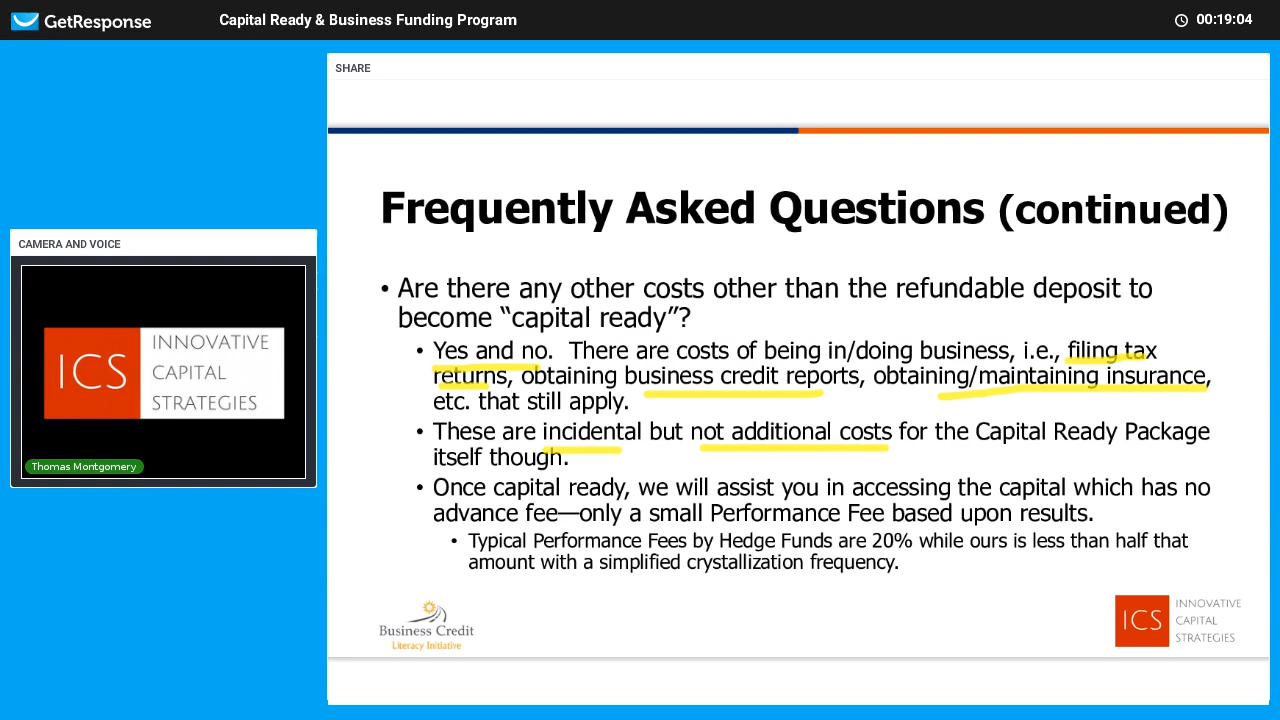 GetResponse
Capital Ready & Business Funding Program
00:19:04
CAMERA AND VOICE
ICS
INNOVATIVE
CAPITAL
STRATEGIES
Thomas Montgomery
SHARE
Frequently Asked Questions (continued)
• Are there any other costs other than the refundable deposit to
become “capital ready”?
• Yes and no.  There are costs of being in/doing business, i.e., filing tax
returns, obtaining business credit reports, obtaining/maintaining insurance,
etc. that still apply.
• These are incidental but not additional costs for the Capital Ready Package
itself though.
• Once capital ready, we will assist you in accessing the capital which has no
advance fee—only a small Performance Fee based upon results.
• Typical Performance Fees by Hedge Funds are 20% while ours is less than half that
amount with a simplified crystallization frequency.
Business Credit
Literacy Initiative
ICS
INNOVATIVE
CAPITAL
STRATEGIES